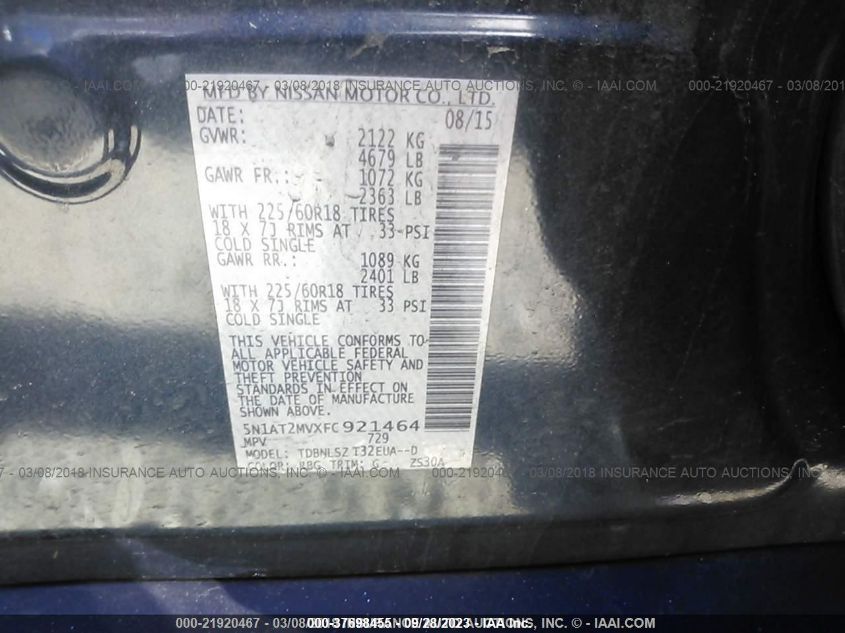 000-21920467 - 03/08/2018 INSURANCE AUTO AUCTIONS, INC. - IAAI.COM
MFD BY NISSAN MOTOR CO., LTD.
DATE: 08/15
GVWR: 2122 KG
4679 LB
GAWR FR.: 1072 KG
2363 LB
WITH 225/60R18 TIRES
18 X 7J RIMS AT 33 PSI
COLD SINGLE
GAWR RR.: 1089 KG
2401 LB
WITH 225/60R18 TIRES
18 X 7J RIMS AT 33 PSI
COLD SINGLE
THIS VEHICLE CONFORMS TO
ALL APPLICABLE FEDERAL
MOTOR VEHICLE SAFETY AND
THEFT PREVENTION
STANDARDS IN EFFECT ON
THE DATE OF MANUFACTURE
SHOWN ABOVE.
5N1AT2MVXFC921464
MPV 729
MODEL: TDBNLSZ T32EUA--D
COLOR: RBG TRIM: G ZS30A
000-21920467 - 03/08/2018 INSURANCE AUTO AUCTIONS, INC. - IAAI.COM
000-21920467 - 03/08/2018 INSURANCE AUTO AUCTIONS, INC. - IAAI.COM
000-37698455 - 09/28/2023 - IAAI Inc.